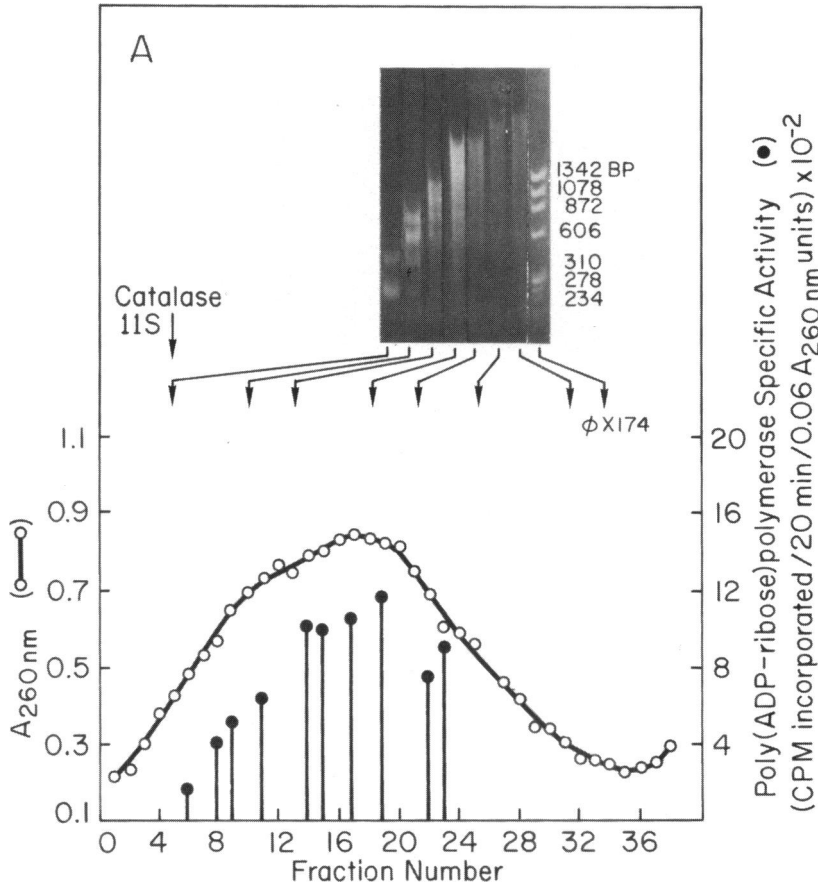 A
1342 BP
1078
872
606
310
278
234
Catalase
11S
φX174
1.1
0.9
0.7
0.5
0.3
0.1
A260nm (o—o)
20
16
12
8
4
Poly(ADP-ribose)polymerase Specific Activity (●)
(CPM incorporated/20 min/0.06 A260nm units) x10-2
0 4 8 12 16 20 24 28 32 36
Fraction Number